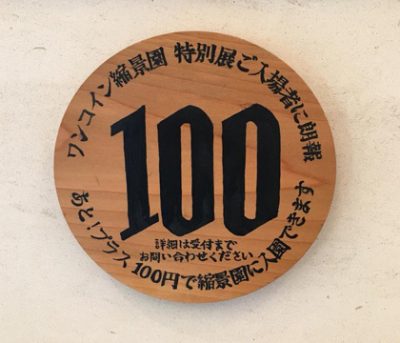 ワンコイン縮景園 特別展ご入場者に朗報
100
詳細は受付まで
お問い合わせください
あと!プラス100円で縮景園に入園できます